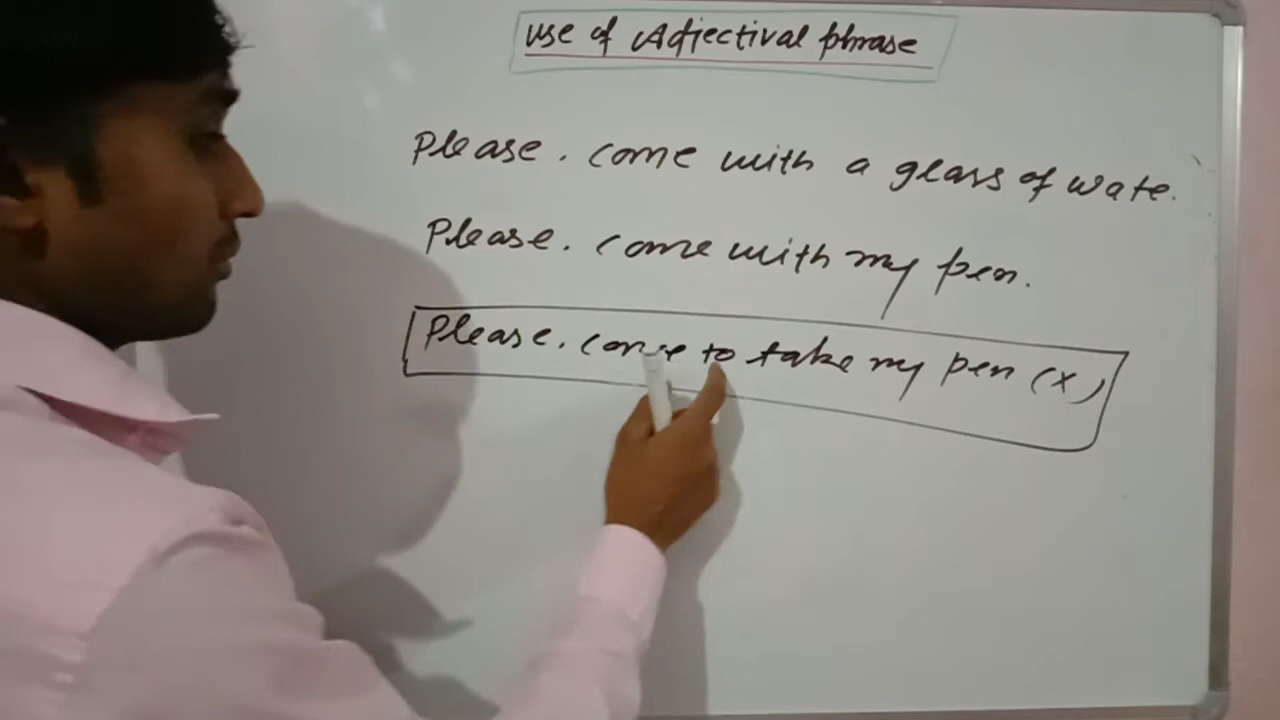 use of Adjectival phrase
Please. come with a glass of wate.
Please. come with my pen.
Please. come to take my pen (x)